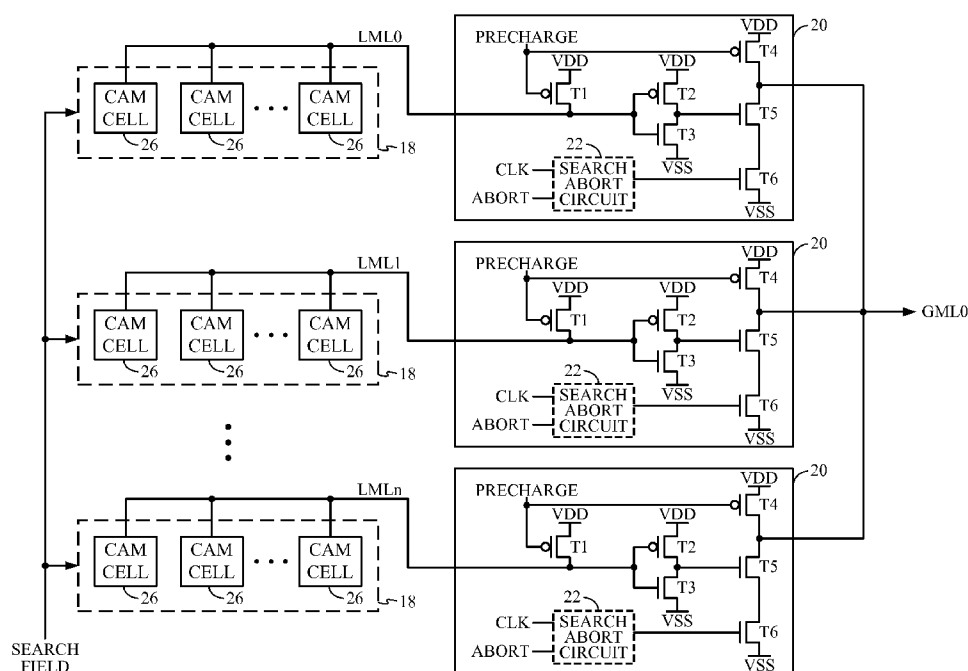 PRECHARGE
VDD
20
LML0
T4
VDD
VDD
T1
T2
CAM CELL
CAM CELL
CAM CELL
T5
26
26
26
18
22
T3
VSS
CLK
ABORT
SEARCH ABORT CIRCUIT
T6
VSS
PRECHARGE
VDD
20
LML1
T4
VDD
VDD
T1
T2
GML0
CAM CELL
CAM CELL
CAM CELL
T5
26
26
26
18
22
T3
VSS
CLK
ABORT
SEARCH ABORT CIRCUIT
T6
VSS
PRECHARGE
VDD
20
LMLn
T4
VDD
VDD
T1
T2
CAM CELL
CAM CELL
CAM CELL
T5
26
26
26
18
22
T3
VSS
CLK
ABORT
SEARCH ABORT CIRCUIT
T6
VSS
SEARCH
FIELD